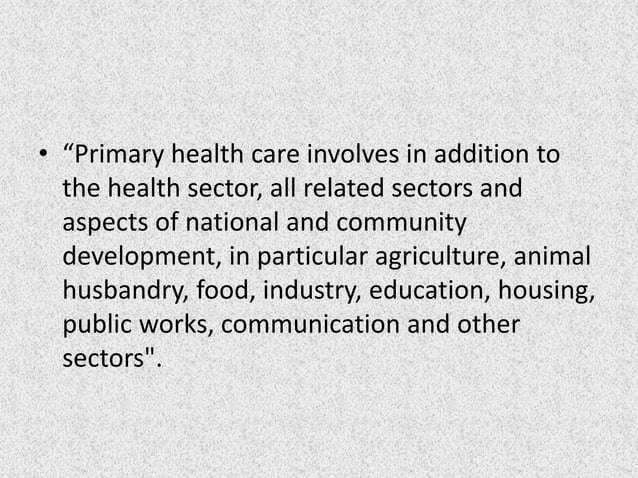 • “Primary health care involves in addition to
the health sector, all related sectors and
aspects of national and community
development, in particular agriculture, animal
husbandry, food, industry, education, housing,
public works, communication and other
sectors".